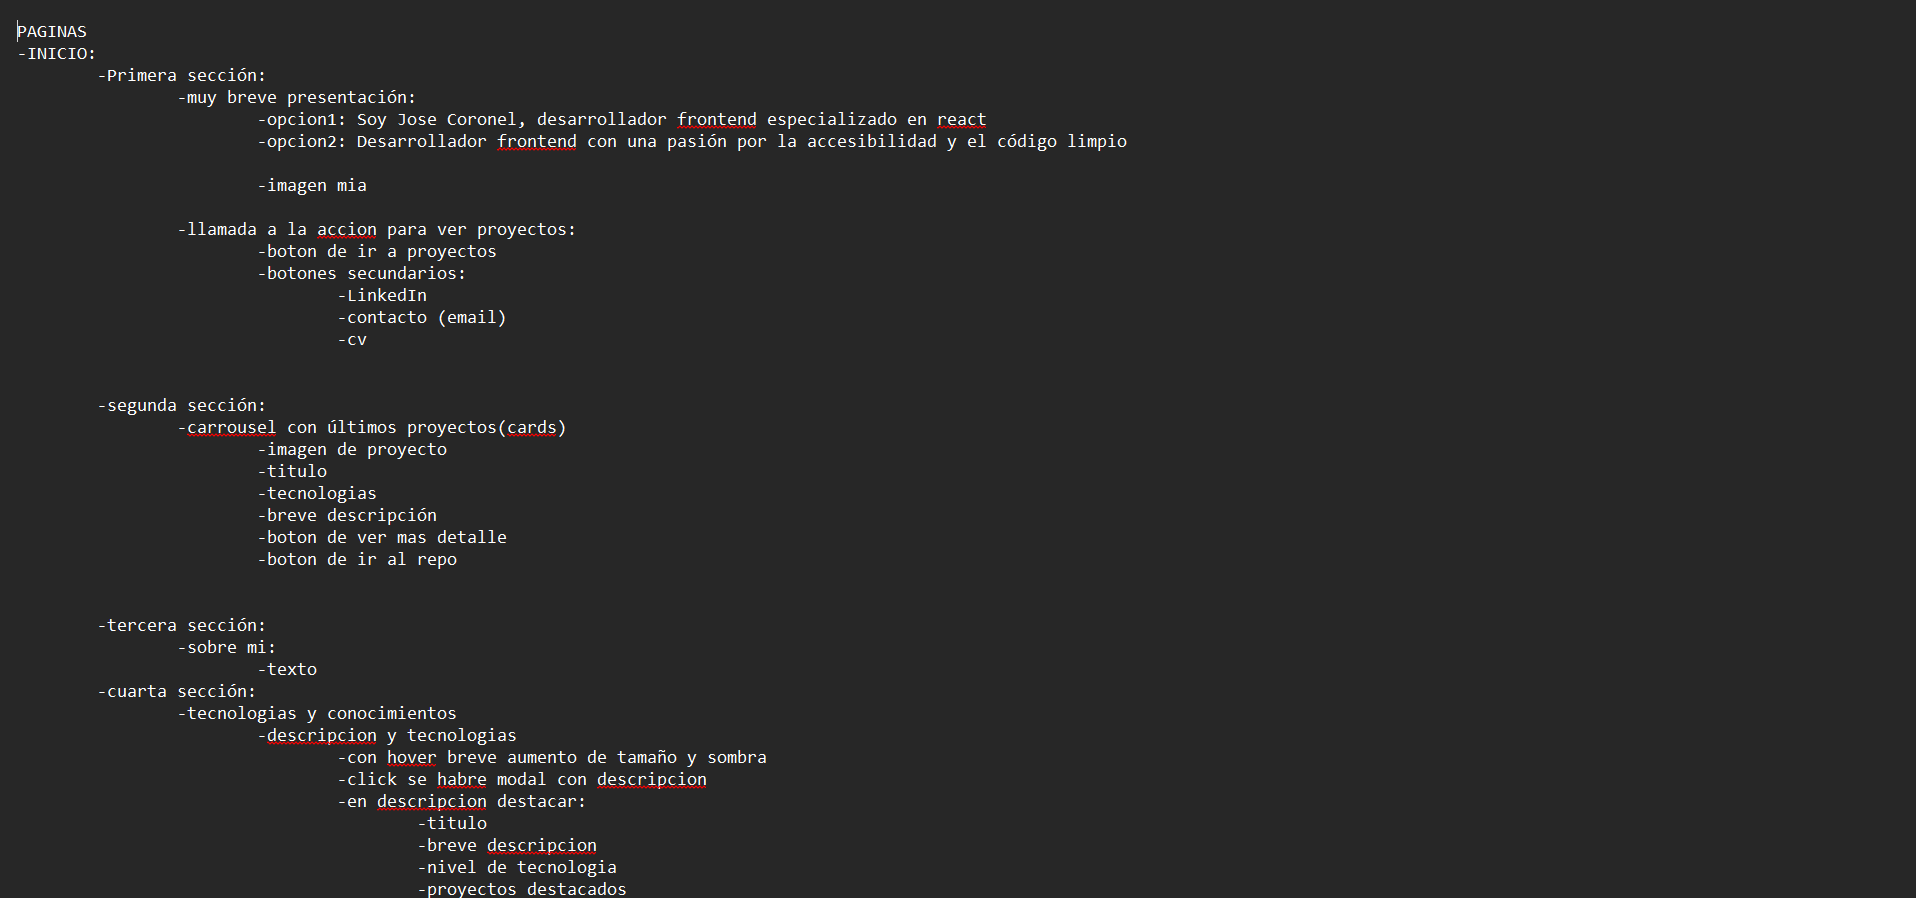 PAGINAS
-INICIO:
-Primera sección:
-muy breve presentación:
-opcion1: Soy Jose Coronel, desarrollador frontend especializado en react
-opcion2: Desarrollador frontend con una pasión por la accesibilidad y el código limpio
-imagen mia
-llamada a la accion para ver proyectos:
-boton de ir a proyectos
-botones secundarios:
-LinkedIn
-contacto (email)
-cv
-segunda sección:
-carrousel con últimos proyectos(cards)
-imagen de proyecto
-titulo
-tecnologias
-breve descripción
-boton de ver mas detalle
-boton de ir al repo
-tercera sección:
-sobre mi:
-texto
-cuarta sección:
-tecnologias y conocimientos
-descripcion y tecnologias
-con hover breve aumento de tamaño y sombra
-click se habre modal con descripcion
-en descripcion destacar:
-titulo
-breve descripcion
-nivel de tecnologia
-proyectos destacados